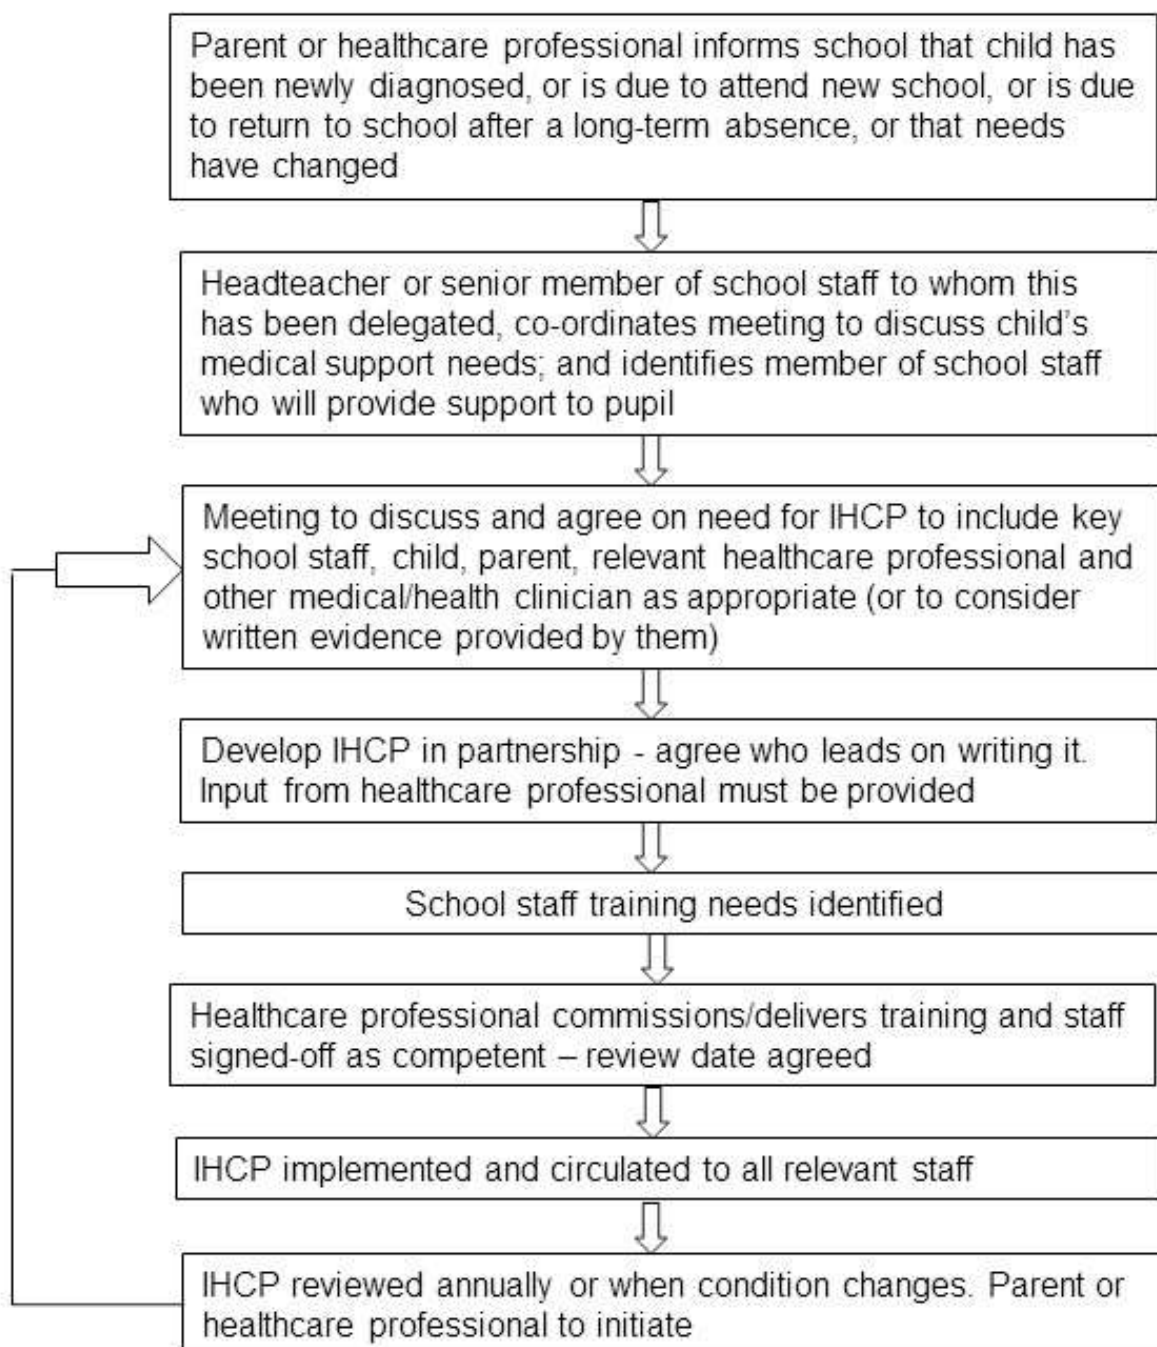 Parent or healthcare professional informs school that child has
been newly diagnosed, or is due to attend new school, or is due
to return to school after a long-term absence, or that needs
have changed
Headteacher or senior member of school staff to whom this
has been delegated, co-ordinates meeting to discuss child's
medical support needs; and identifies member of school staff
who will provide support to pupil
Meeting to discuss and agree on need for IHCP to include key
school staff, child, parent, relevant healthcare professional and
other medical/health clinician as appropriate (or to consider
written evidence provided by them)
Develop IHCP in partnership - agree who leads on writing it.
Input from healthcare professional must be provided
School staff training needs identified
Healthcare professional commissions/delivers training and staff
signed-off as competent – review date agreed
IHCP implemented and circulated to all relevant staff
IHCP reviewed annually or when condition changes. Parent or
healthcare professional to initiate